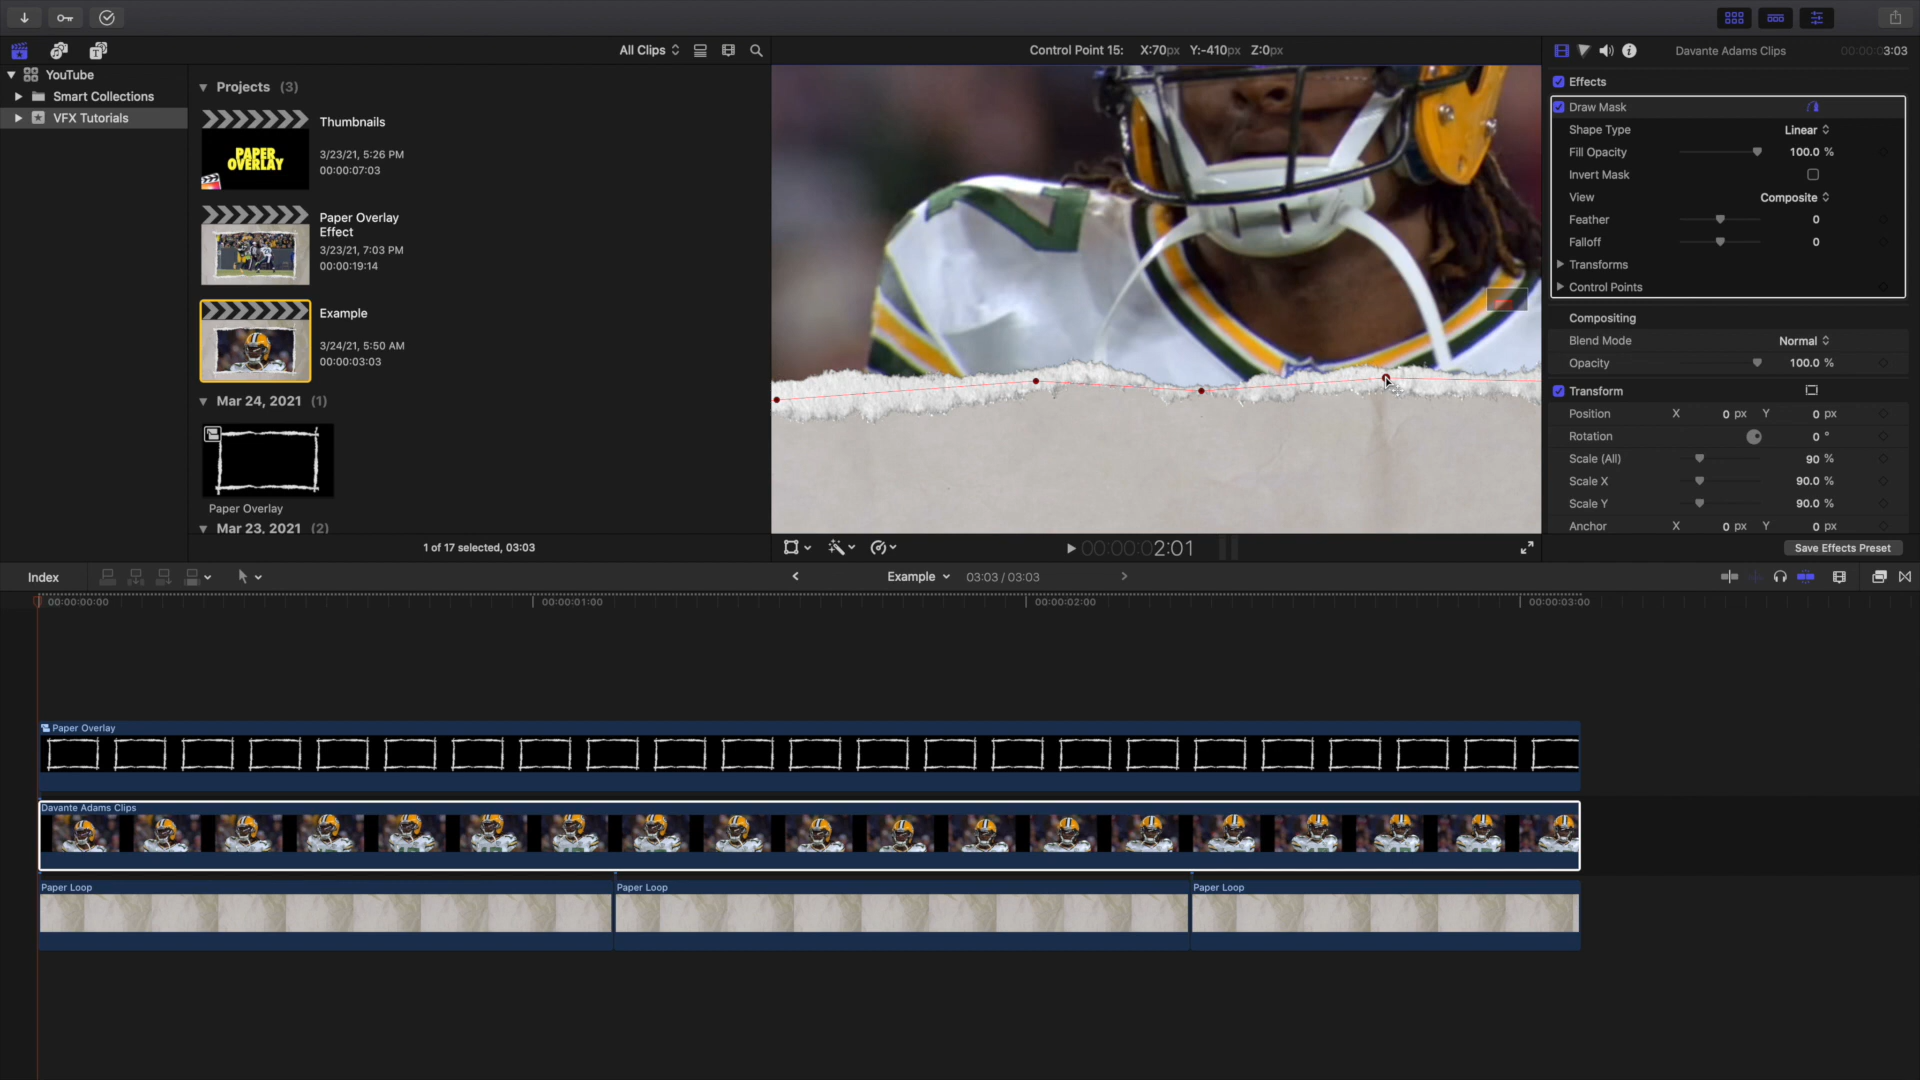 All Clips
Control Point 15: X:70px Y:-410px Z:0px
Davante Adams Clips
00:00:03:03
YouTube
Smart Collections
VFX Tutorials
Projects (3)
PAPER
OVERLAY
Thumbnails
3/23/21, 5:26 PM
00:00:07:03
Paper Overlay
Effect
3/23/21, 7:03 PM
00:00:19:14
Example
3/24/21, 5:50 AM
00:00:03:03
Mar 24, 2021 (1)
Paper Overlay
Mar 23, 2021 (2)
1 of 17 selected, 03:03
00:00:02:01
Effects
Draw Mask
Shape Type Linear
Fill Opacity 100.0 %
Invert Mask
View Composite
Feather 0
Falloff 0
Transforms
Control Points
Compositing
Blend Mode Normal
Opacity 100.0 %
Transform
Position X 0 px Y 0 px
Rotation 0 °
Scale (All) 90 %
Scale X 90.0 %
Scale Y 90.0 %
Anchor X 0 px Y 0 px
Save Effects Preset
Index
Example 03:03 / 03:03
00:00:00:00 00:00:01:00 00:00:02:00 00:00:03:00
Paper Overlay
Davante Adams Clips
Paper Loop Paper Loop Paper Loop